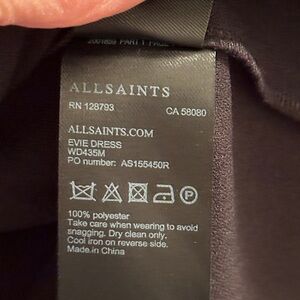 ALLSAINTS
RN 128793 CA 58080
ALLSAINTS.COM
EVIE DRESS
WD435M
PO number: AS155450R
P
100% polyester
Take care when wearing to avoid
snagging. Dry clean only.
Cool iron on reverse side.
Made in China